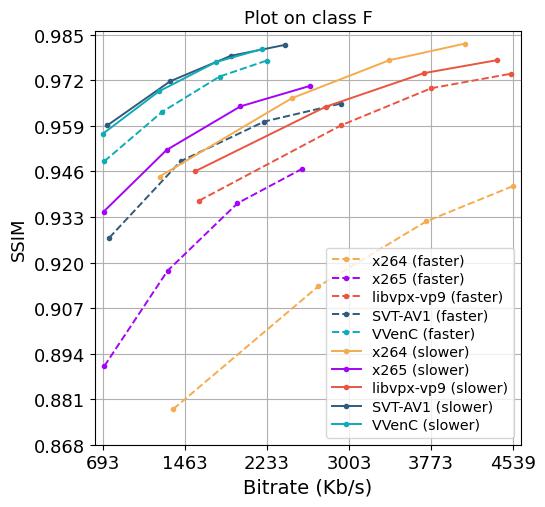 Plot on class F
SSIM
0.985
0.972
0.959
0.946
0.933
0.920
0.907
0.894
0.881
0.868
x264 (faster)
x265 (faster)
libvpx-vp9 (faster)
SVT-AV1 (faster)
VVenC (faster)
x264 (slower)
x265 (slower)
libvpx-vp9 (slower)
SVT-AV1 (slower)
VVenC (slower)
693 1463 2233 3003 3773 4539
Bitrate (Kb/s)